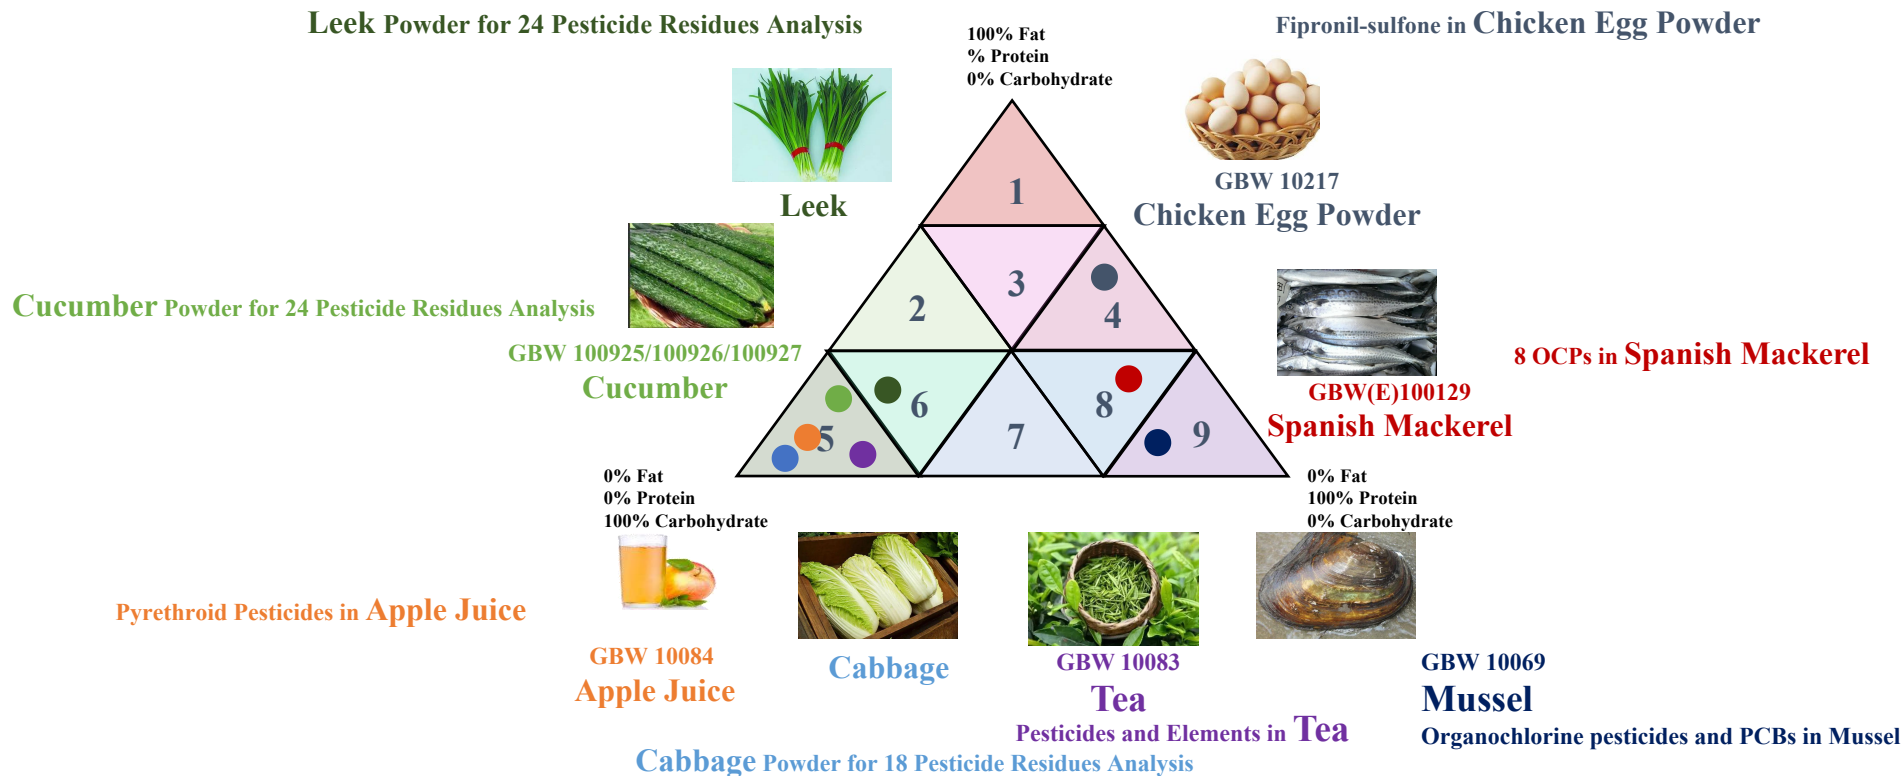 Leek Powder for 24 Pesticide Residues Analysis
Fipronil-sulfone in Chicken Egg Powder
100% Fat
% Protein
0% Carbohydrate
GBW 10217
Chicken Egg Powder
Leek
1
3
2
4
Cucumber Powder for 24 Pesticide Residues Analysis
GBW 100925/100926/100927
Cucumber
8 OCPs in Spanish Mackerel
GBW(E)100129
Spanish Mackerel
5
6
7
8
9
0% Fat
0% Protein
100% Carbohydrate
0% Fat
100% Protein
0% Carbohydrate
Pyrethroid Pesticides in Apple Juice
GBW 10084
Apple Juice
Cabbage
GBW 10083
Tea
Pesticides and Elements in Tea
GBW 10069
Mussel
Organochlorine pesticides and PCBs in Mussel
Cabbage Powder for 18 Pesticide Residues Analysis